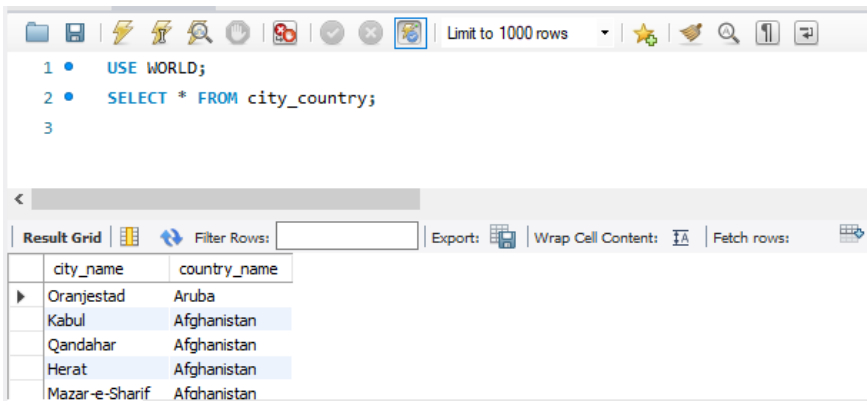 Limit to 1000 rows
1 USE WORLD;
2 SELECT * FROM city_country;
3
Result Grid Filter Rows: Export: Wrap Cell Content: IA Fetch rows:
city_name country_name
Oranjestad Aruba
Kabul Afghanistan
Qandahar Afghanistan
Herat Afghanistan
Mazar-e-Sharif Afghanistan